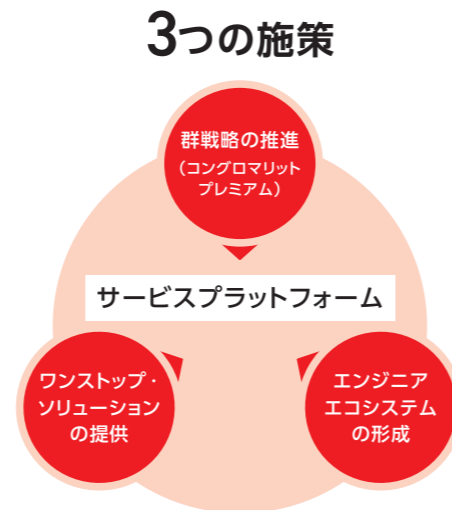 3つの施策
群戦略の推進
（コングロマリット
プレミアム）
サービスプラットフォーム
ワンストップ・
ソリューション
の提供
エンジニア
エコシステム
の形成